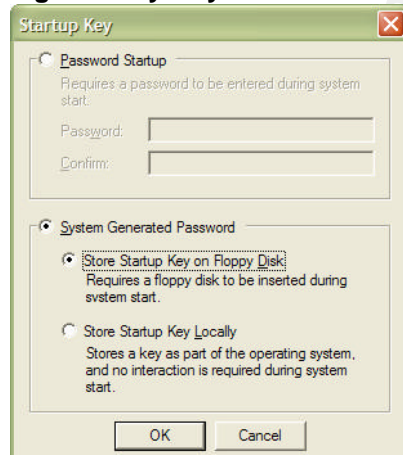 Startup Key
Password Startup
Requires a password to be entered during system
start.
Password:
Confirm:
System Generated Password
Store Startup Key on Floppy Disk
Requires a floppy disk to be inserted during
system start.
Store Startup Key Locally
Stores a key as part of the operating system,
and no interaction is required during system
start.
OK Cancel